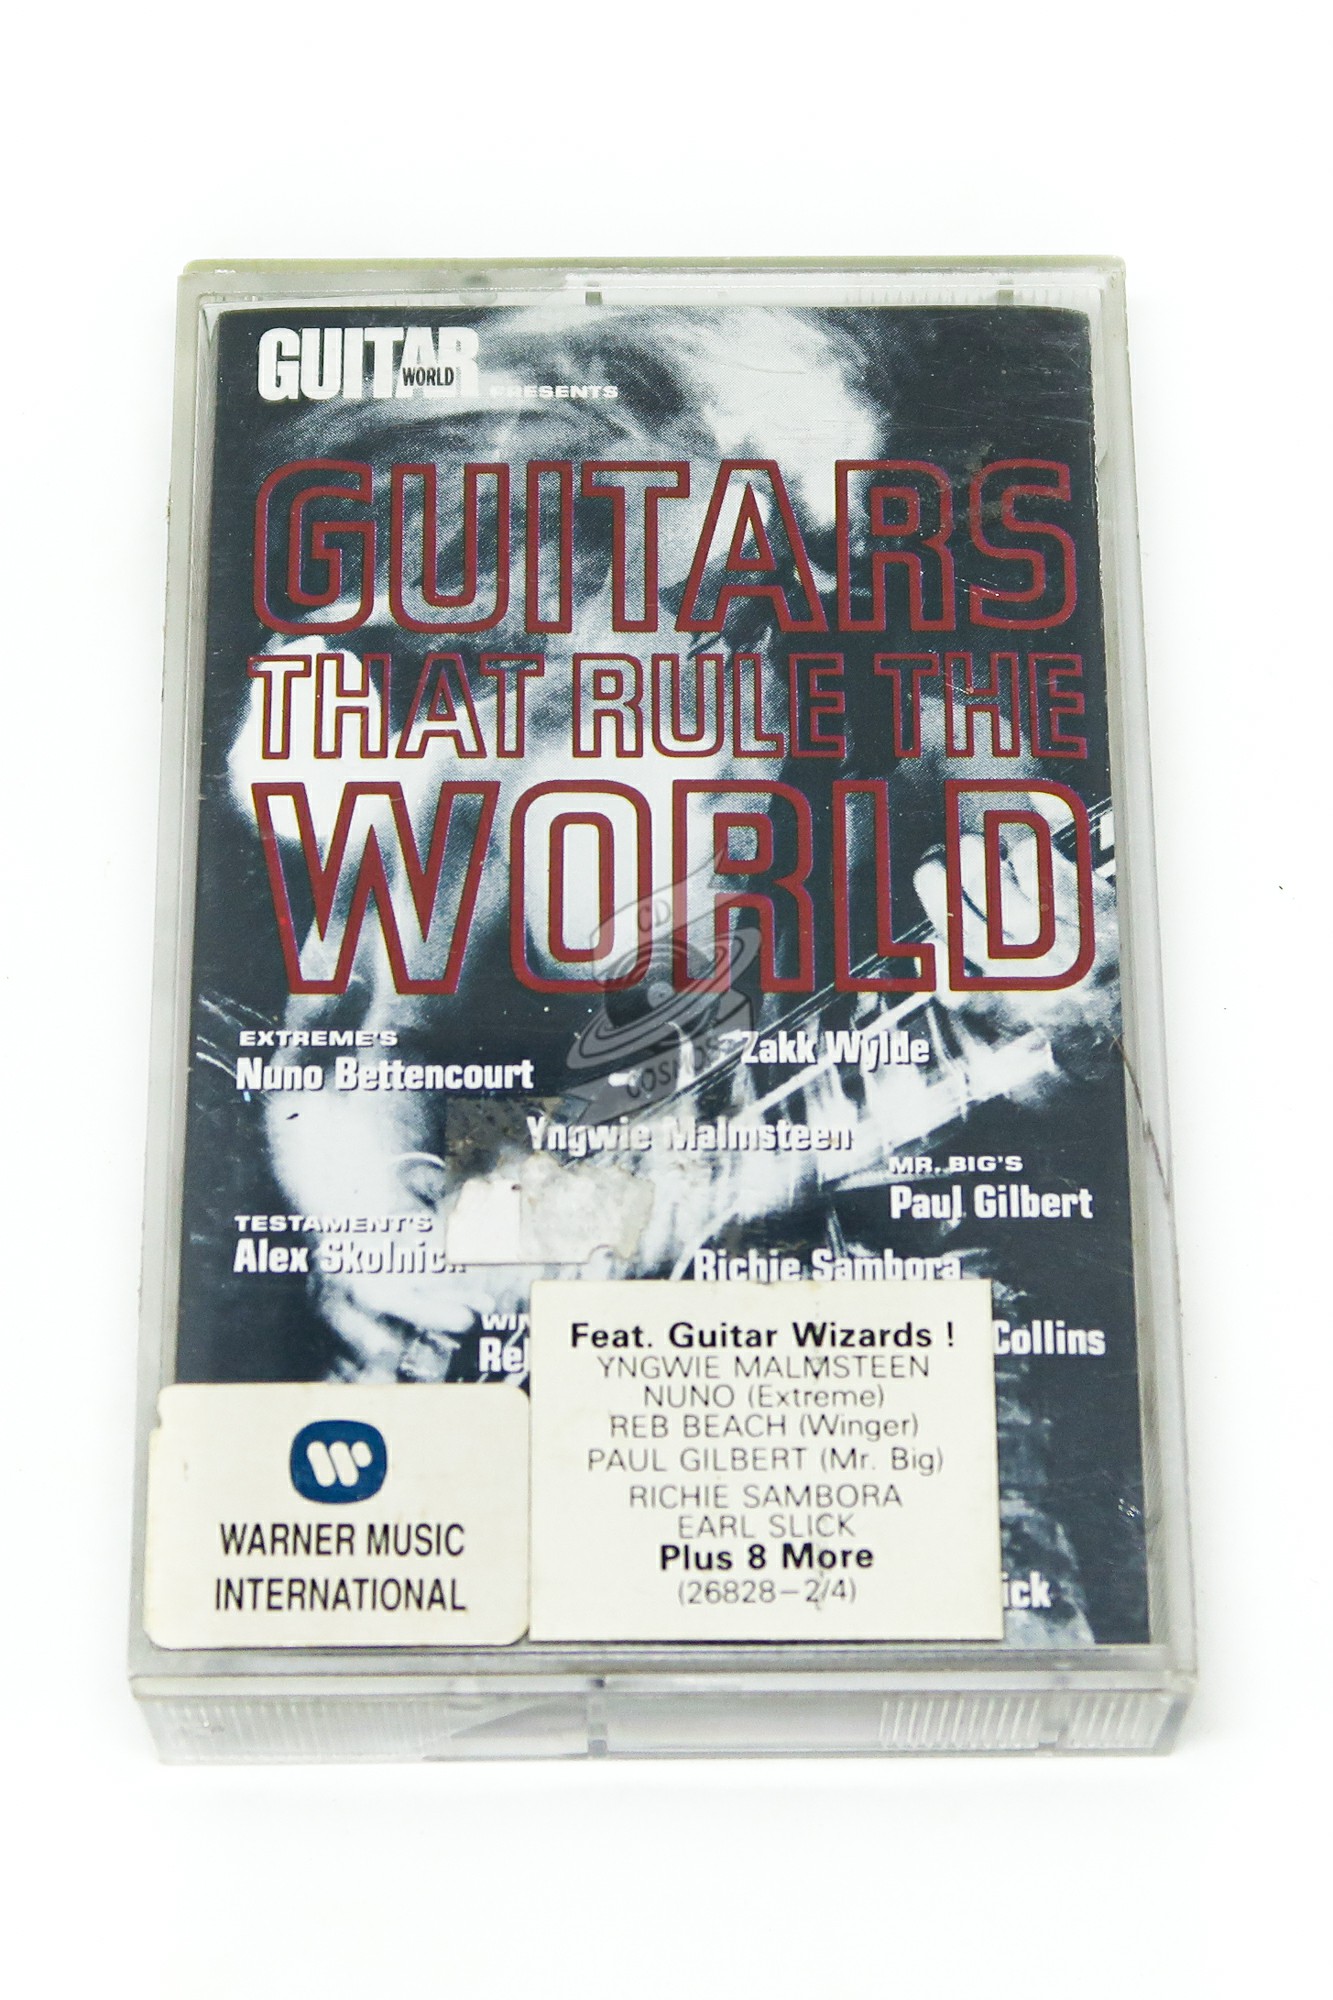 GUITAR
WORLD
PRESENTS
GUITARS
THAT RULE THE
WORLD
CD
COSMOS
EXTREME'S
Nuno Bettencourt
Zakk Wylde
Yngwie Malmsteen
MR. BIG'S
Paul Gilbert
TESTAMENT'S
Alex Skolnick
Richie Sambora
Collins
Feat. Guitar Wizards !
YNGWIE MALMSTEEN
NUNO (Extreme)
REB BEACH (Winger)
PAUL GILBERT (Mr. Big)
RICHIE SAMBORA
EARL SLICK
Plus 8 More
(26828-2/4)
WARNER MUSIC
INTERNATIONAL